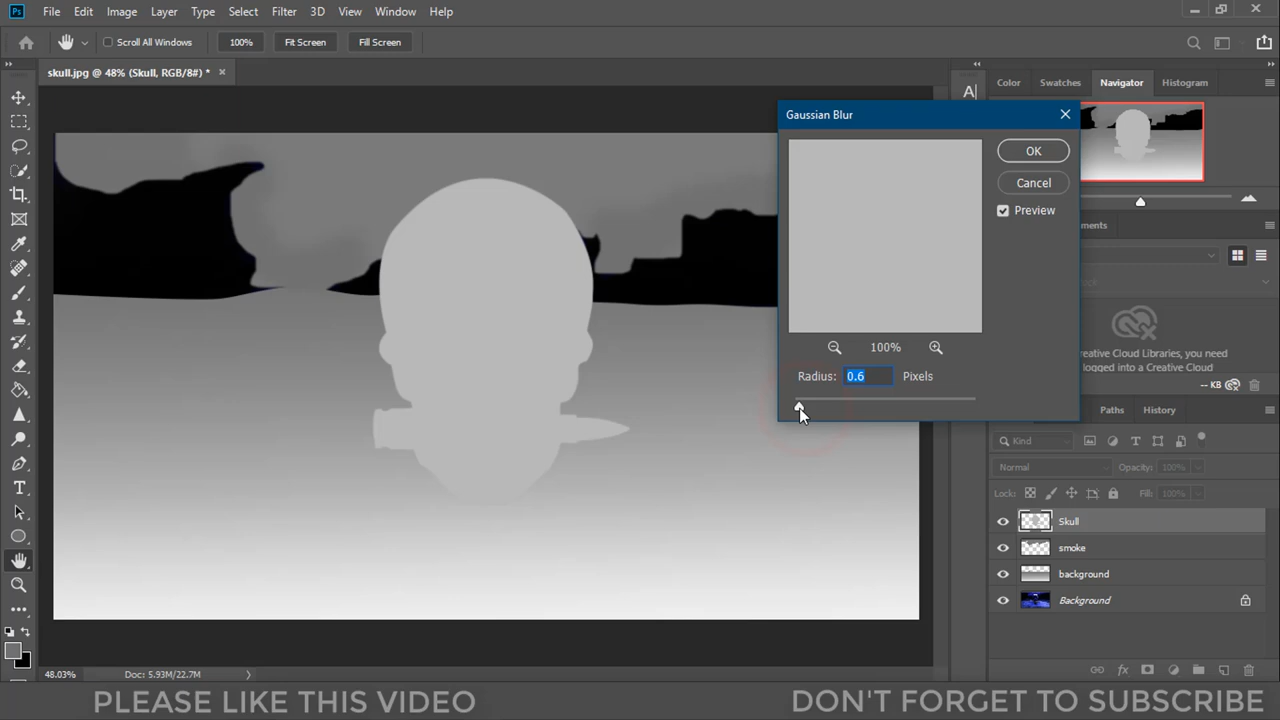 Ps File Edit Image Layer Type Select Filter 3D View Window Help
Scroll All Windows 100% Fit Screen Fill Screen
skull.jpg @ 48% (Skull, RGB/8#) *
Color Swatches Navigator Histogram
A|
Gaussian Blur
OK
Cancel
Preview
ments
100%
Radius: 0.6 Pixels
reative Cloud Libraries, you need
logged into a Creative Cloud
-- KB
Paths History
Kind
Normal Opacity: 100%
Lock: Fill: 100%
Skull
smoke
background
Background
T
48.03% Doc: 5.93M/22.7M
PLEASE LIKE THIS VIDEO DON'T FORGET TO SUBSCRIBE